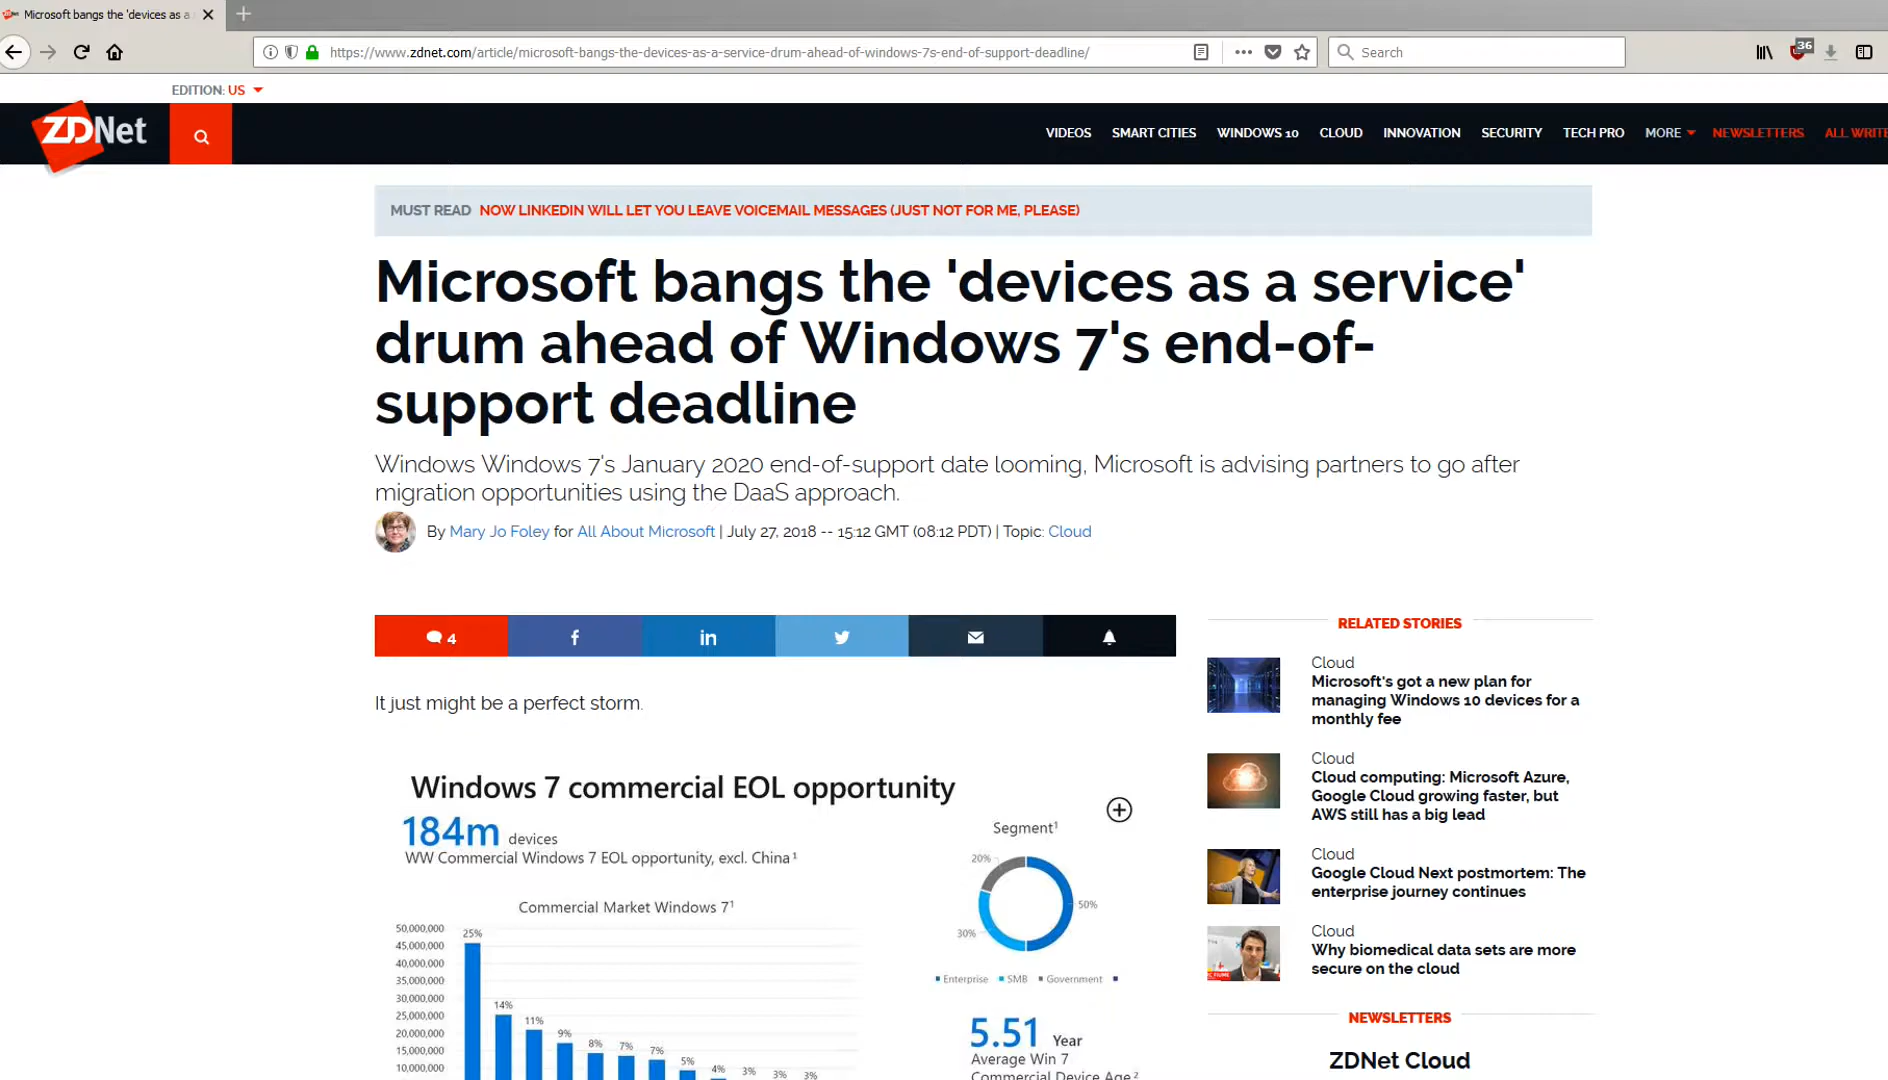 Microsoft bangs the 'devices as a
https://www.zdnet.com/article/microsoft-bangs-the-devices-as-a-service-drum-ahead-of-windows-7s-end-of-support-deadline/
Search
36
EDITION: US
ZDNet
VIDEOS SMART CITIES WINDOWS 10 CLOUD INNOVATION SECURITY TECH PRO MORE NEWSLETTERS ALL WRITE
MUST READ NOW LINKEDIN WILL LET YOU LEAVE VOICEMAIL MESSAGES (JUST NOT FOR ME, PLEASE)
Microsoft bangs the 'devices as a service'
drum ahead of Windows 7's end-of-
support deadline
Windows Windows 7's January 2020 end-of-support date looming, Microsoft is advising partners to go after
migration opportunities using the DaaS approach.
By Mary Jo Foley for All About Microsoft | July 27, 2018 -- 15:12 GMT (08:12 PDT) | Topic: Cloud
4
It just might be a perfect storm.
Windows 7 commercial EOL opportunity
184m devices
WW Commercial Windows 7 EOL opportunity, excl. China¹
Commercial Market Windows 7¹
50,000,000
45,000,000
40,000,000
35,000,000
30,000,000
25,000,000
20,000,000
15,000,000
10,000,000
25%
14%
11%
9%
8%
7%
7%
5%
4%
3%
3%
3%
Segment¹
20%
50%
30%
Enterprise SMB Government
5.51 Year
Average Win 7
Commercial Device Age²
RELATED STORIES
Cloud
Microsoft's got a new plan for
managing Windows 10 devices for a
monthly fee
Cloud
Cloud computing: Microsoft Azure,
Google Cloud growing faster, but
AWS still has a big lead
Cloud
Google Cloud Next postmortem: The
enterprise journey continues
Cloud
Why biomedical data sets are more
secure on the cloud
NEWSLETTERS
ZDNet Cloud